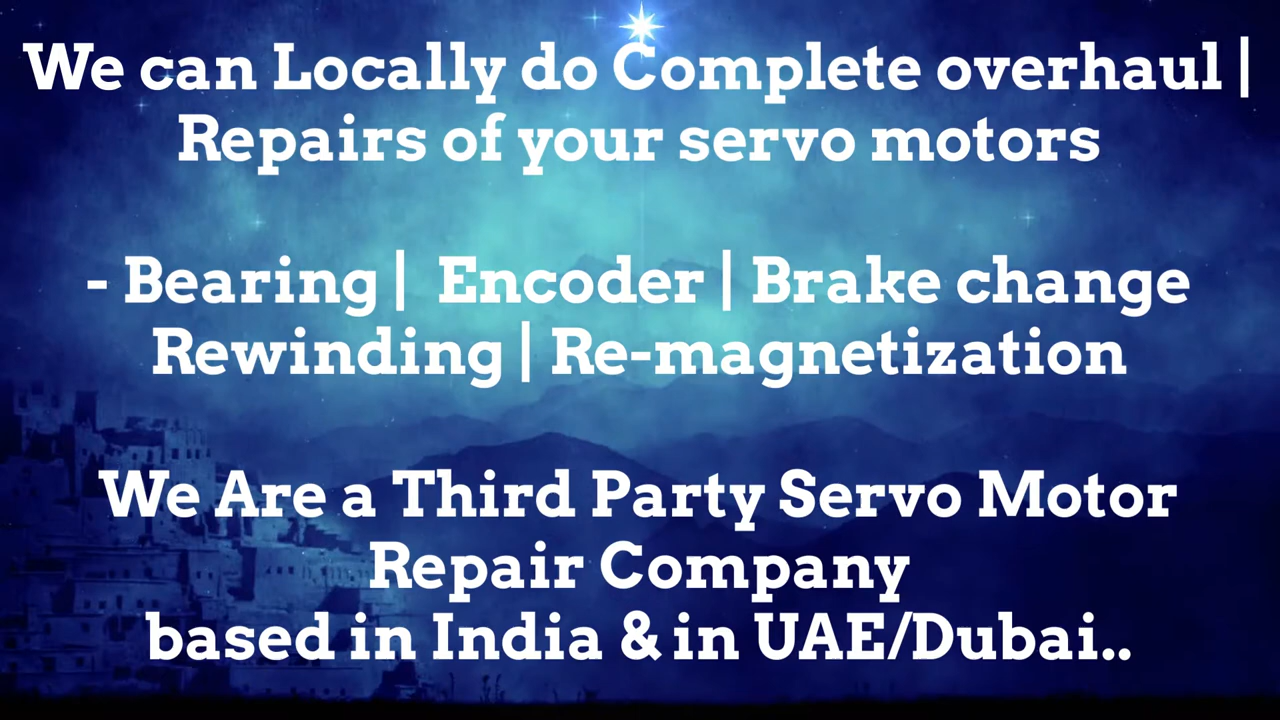 We can Locally do Complete overhaul |
Repairs of your servo motors
- Bearing | Encoder | Brake change
Rewinding | Re-magnetization
We Are a Third Party Servo Motor
Repair Company
based in India & in UAE/Dubai..